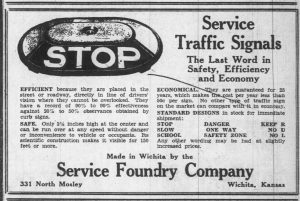 Service
Traffic Signals
The Last Word in
Safety, Efficiency
and Economy
STOP
EFFICIENT because they are placed in the
street or roadway, directly in line of drivers'
vision where they cannot be overlooked. They
have a record of 90% to 98% effectiveness
against 30% to 50% observance obtained by
curb signs.
SAFE. Only 3¼ inches high at the center and
can be run over at any speed without danger
or inconvenience to vehicle or occupants. Its
scientific construction makes it visible for 150
feet or more.
ECONOMICAL. They are guaranteed for 25
years, which makes the cost per year less than
50c per sign. No other type of traffic sign
on the market can compare with it in economy.
STANDARD DESIGNS in stock for immediate
shipment:
STOP DANGER KEEP R
SLOW ONE WAY NO U
SCHOOL SAFETY ZONE NO L
Any other wording may be had at slightly
increased prices.
Made in Wichita by the
Service Foundry Company
331 North Mosley Wichita, Kansas